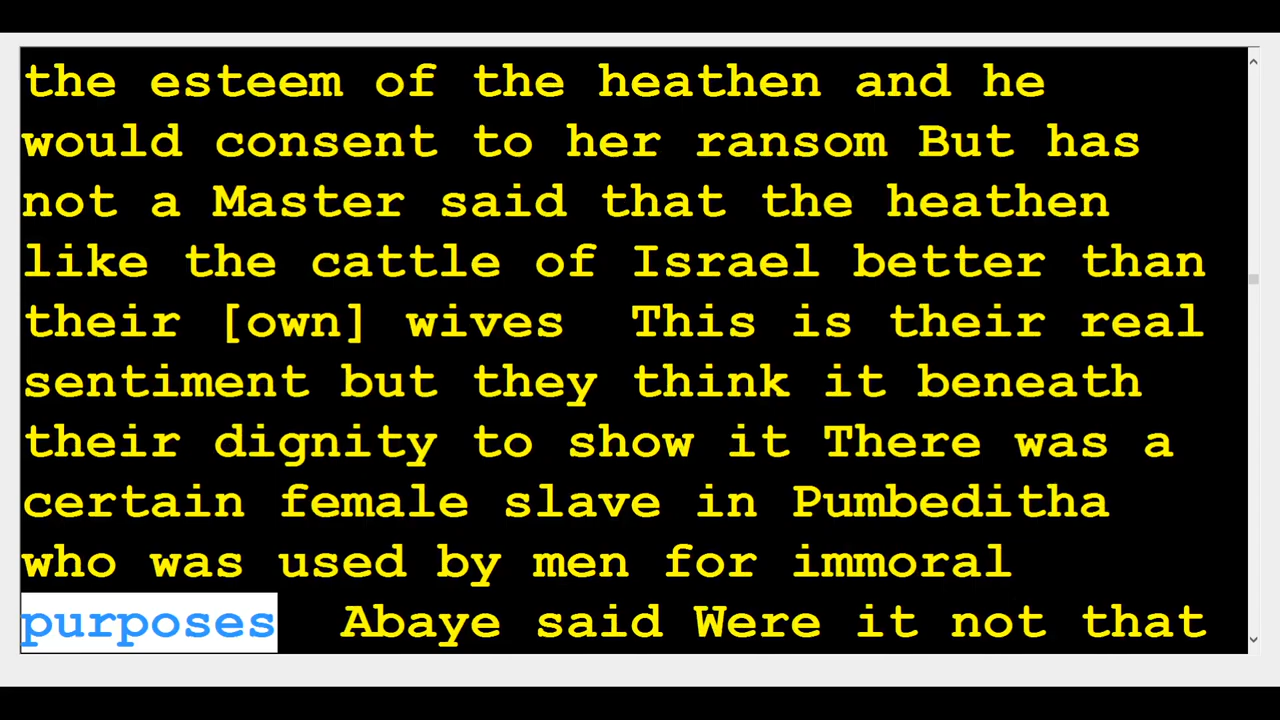 the esteem of the heathen and he
would consent to her ransom But has
not a Master said that the heathen
like the cattle of Israel better than
their [own] wives  This is their real
sentiment but they think it beneath
their dignity to show it There was a
certain female slave in Pumbeditha
who was used by men for immoral
purposes  Abaye said Were it not that